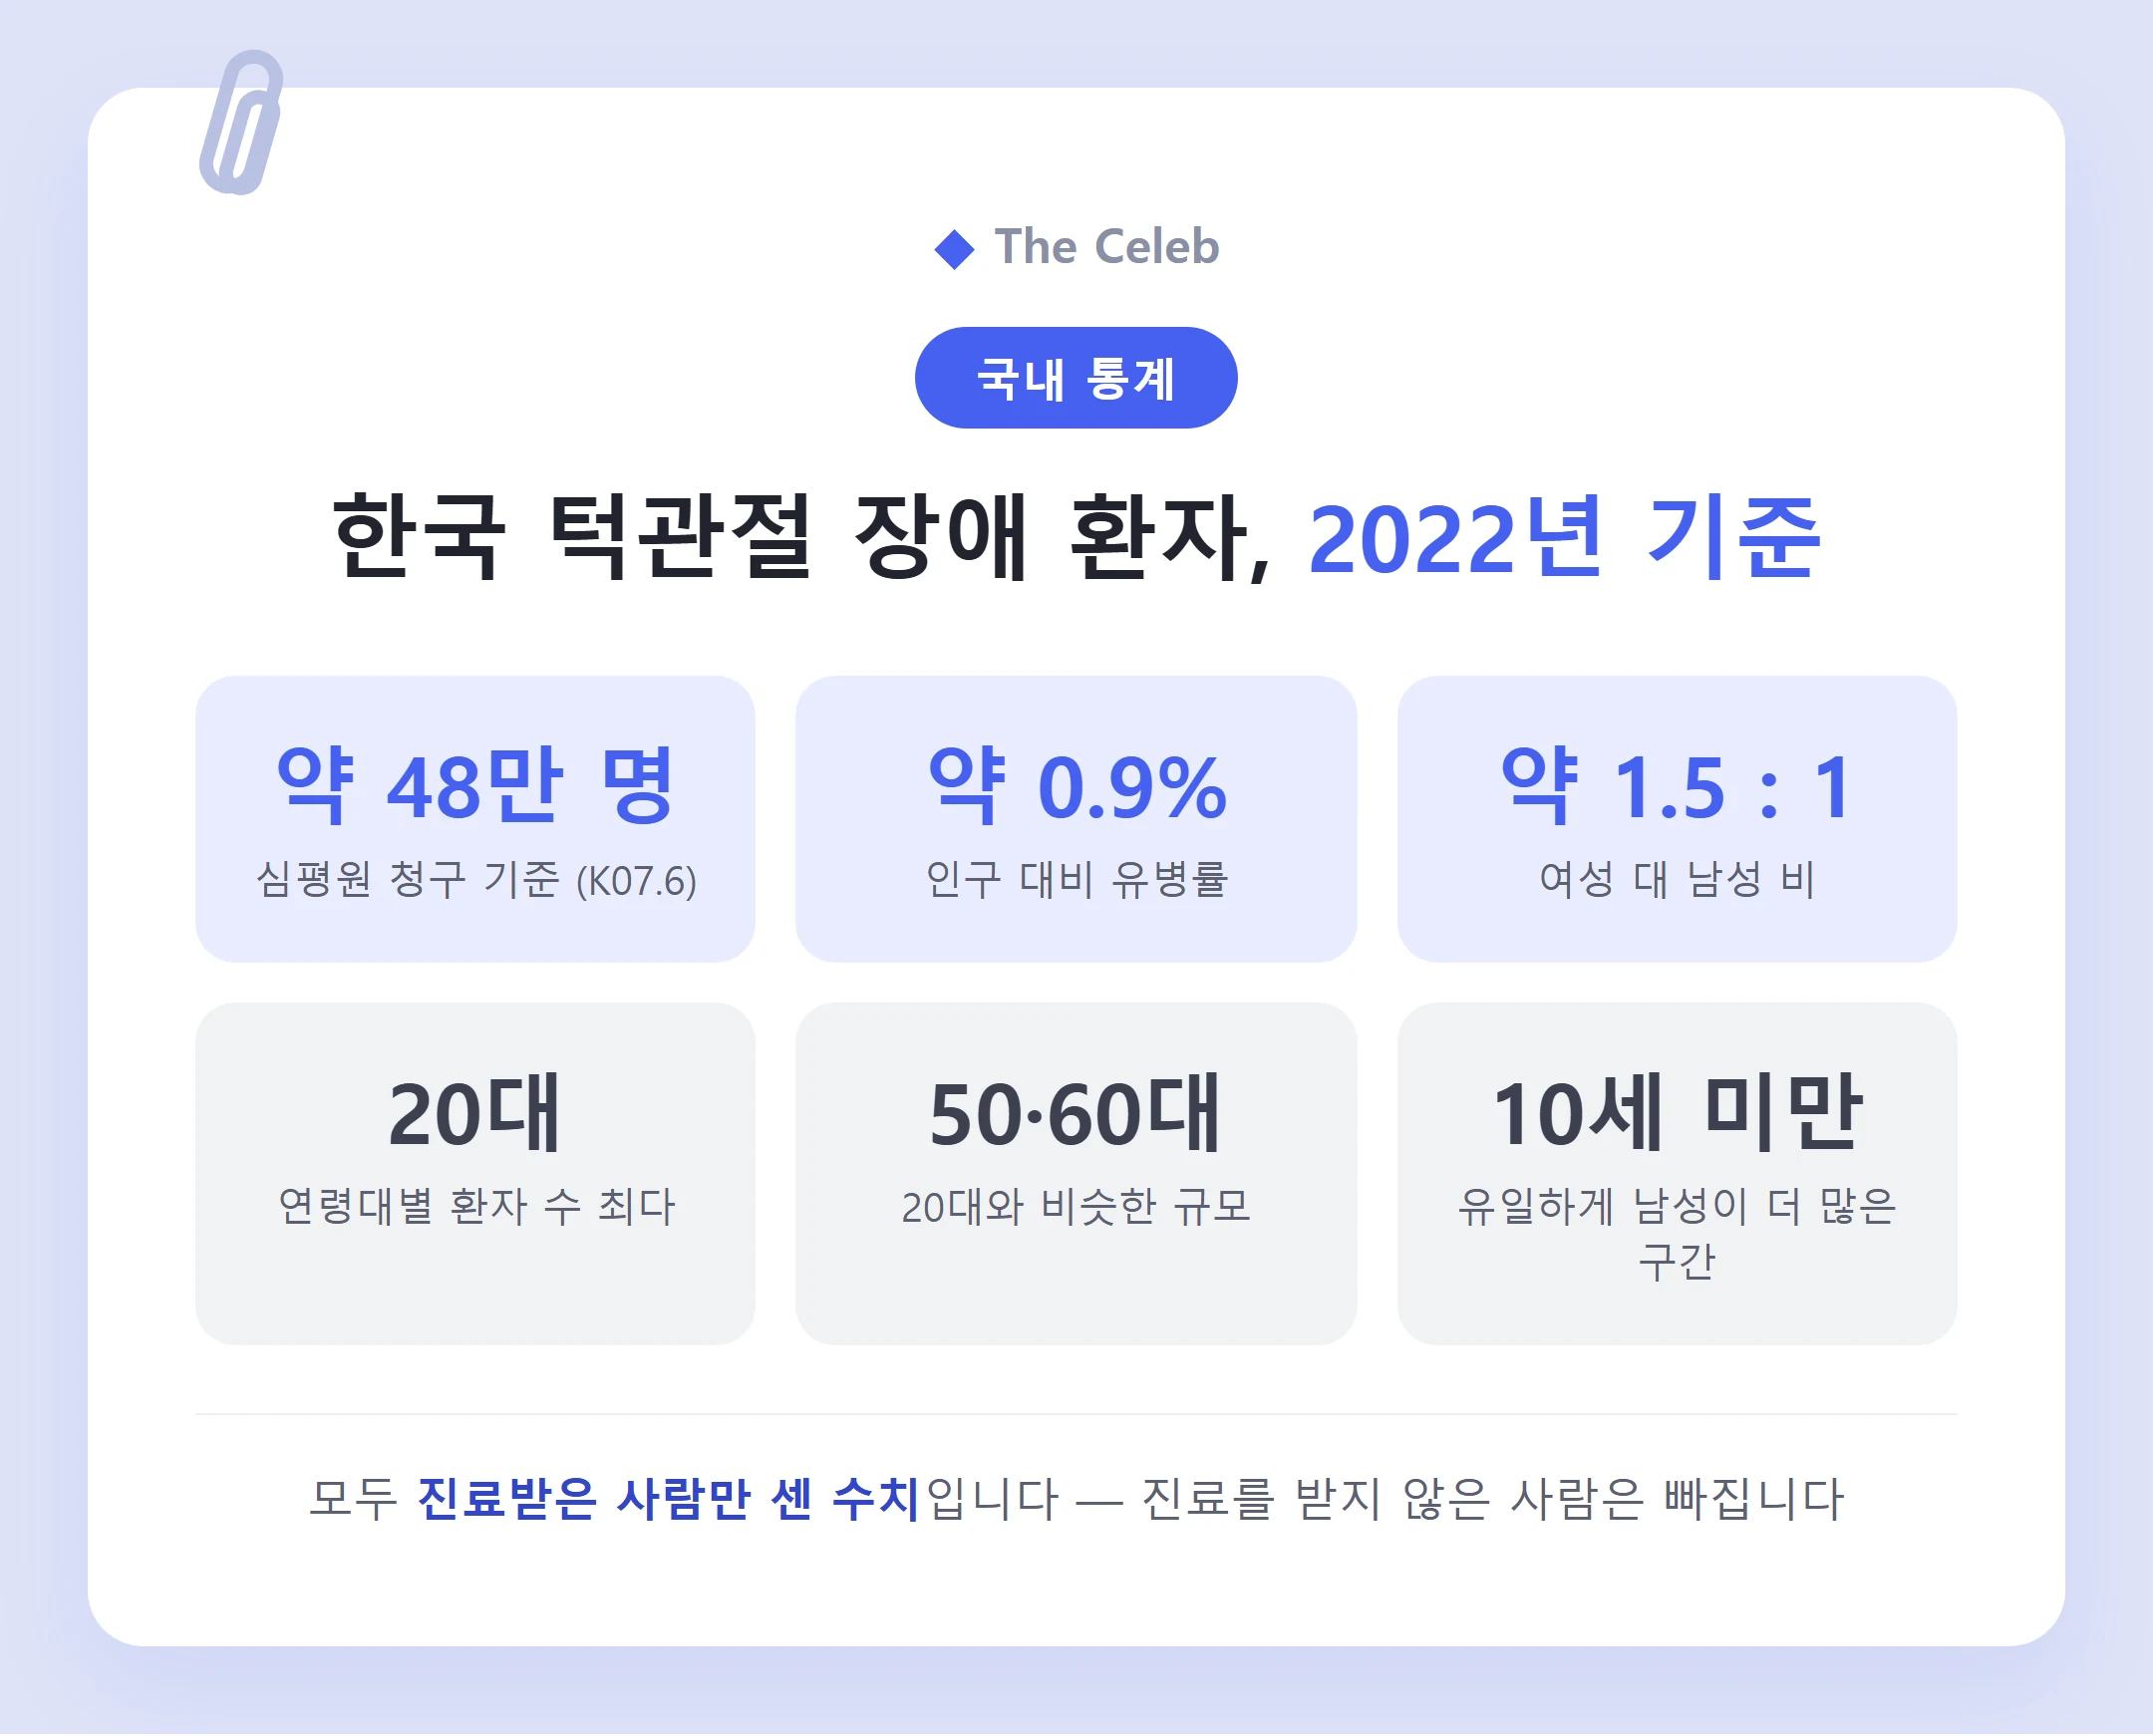 The Celeb
국내 통계
한국 턱관절 장애 환자, 2022년 기준
약 48만 명
심평원 청구 기준 (K07.6)
약 0.9%
인구 대비 유병률
약 1.5 : 1
여성 대 남성 비
20대
연령대별 환자 수 최다
50·60대
20대와 비슷한 규모
10세 미만
유일하게 남성이 더 많은
구간
모두 진료받은 사람만 센 수치입니다 — 진료를 받지 않은 사람은 빠집니다